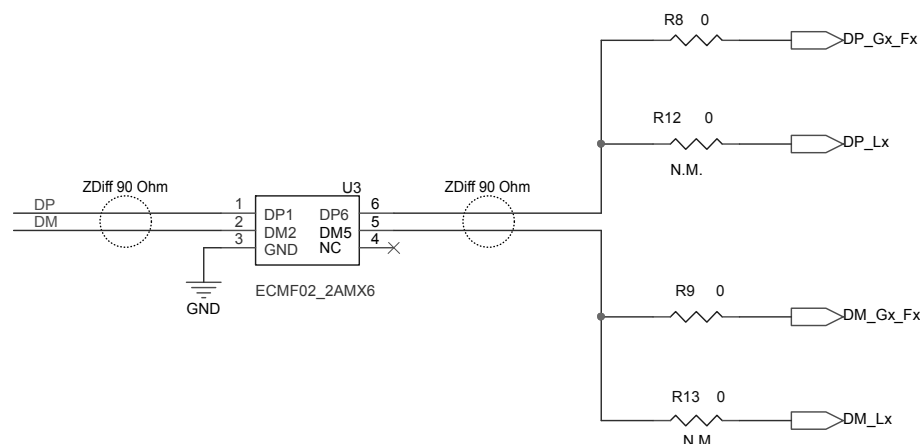 R8 0
DP_Gx_Fx
R12 0
DP_Lx
N.M.
ZDiff 90 Ohm
U3
ZDiff 90 Ohm
DP
1
DP1
DP6
6
DM
2
DM2
DM5
5
3
GND
NC
4
ECMF02_2AMX6
GND
R9 0
DM_Gx_Fx
R13 0
DM_Lx
N.M.